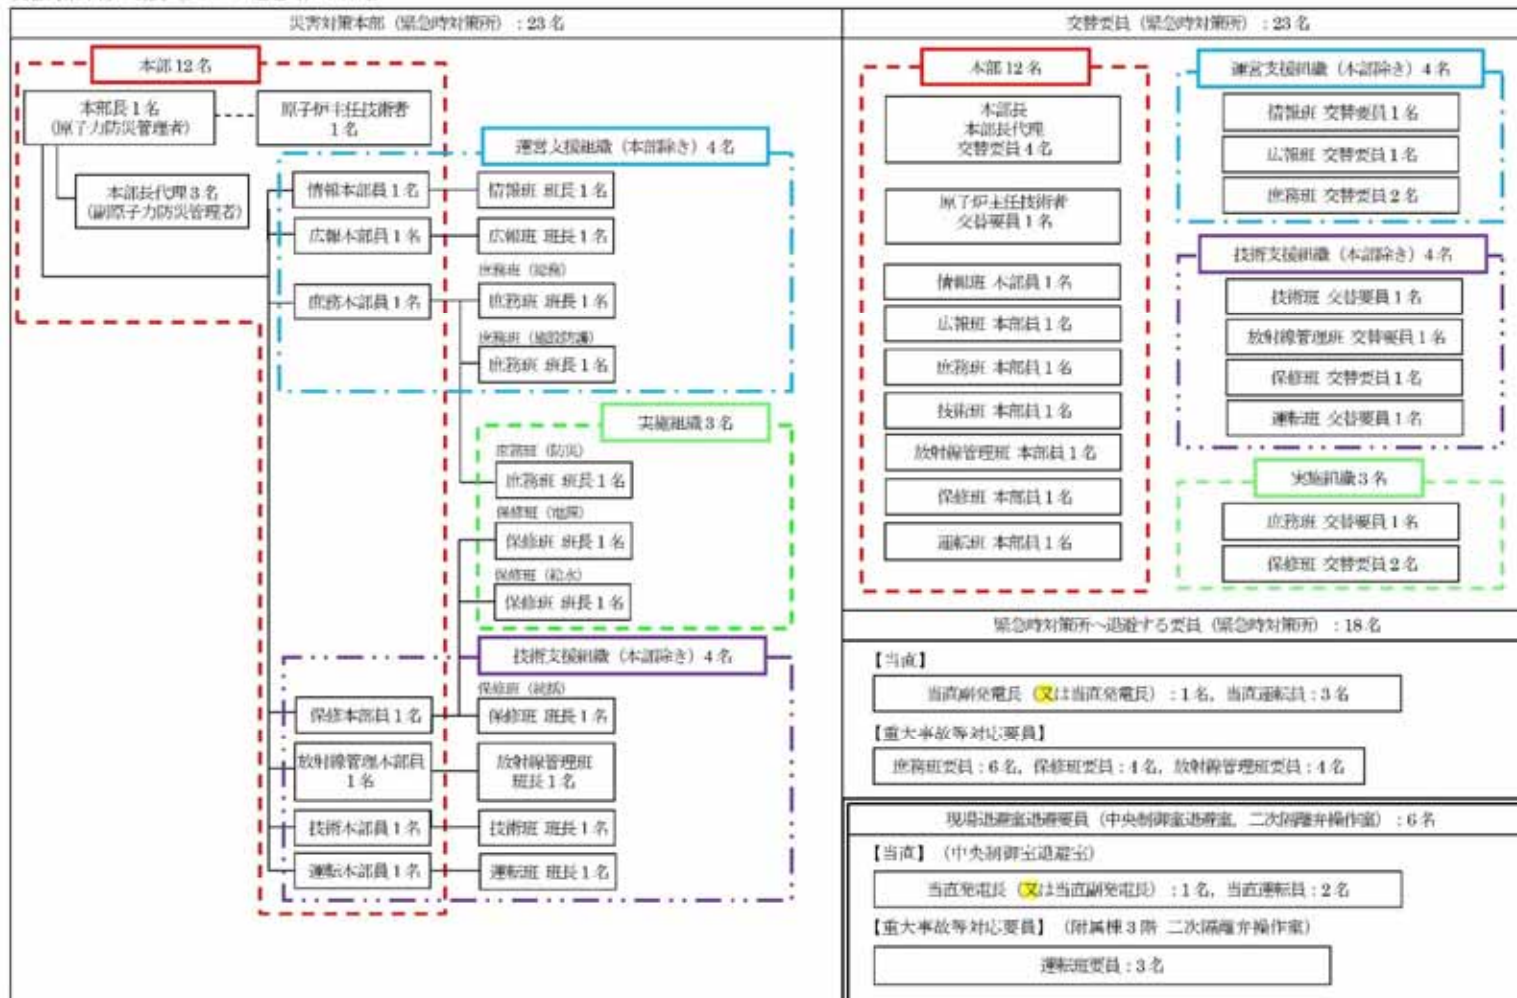 災害対策本部（緊急時対策所）：23名
本部12名
本部長1名
（原子力防災管理者）
原子炉主任技術者
1名
本部長代理3名
（副原子力防災管理者）
運営支援組織（本部除き）4名
情報本部員1名
情報班 班長1名
広報本部員1名
広報班 班長1名
庶務班（総務）
庶務本部員1名
庶務班 班長1名
庶務班（施設防護）
庶務班 班長1名
実施組織3名
庶務班（防災）
庶務班 班長1名
保修班（電源）
保修班 班長1名
保修班（給水）
保修班 班長1名
技術支援組織（本部除き）4名
保修班（統括）
保修本部員1名
保修班 班長1名
放射線管理本部員
1名
放射線管理班
班長1名
技術本部員1名
技術班 班長1名
運転本部員1名
運転班 班長1名
交替要員（緊急時対策所）：23名
本部12名
本部長
本部長代理
交替要員4名
原子炉主任技術者
交替要員1名
情報班 本部員1名
広報班 本部員1名
庶務班 本部員1名
技術班 本部員1名
放射線管理班 本部員1名
保修班 本部員1名
運転班 本部員1名
運営支援組織（本部除き）4名
情報班 交替要員1名
広報班 交替要員1名
庶務班 交替要員2名
技術支援組織（本部除き）4名
技術班 交替要員1名
放射線管理班 交替要員1名
保修班 交替要員1名
運転班 交替要員1名
実施組織3名
庶務班 交替要員1名
保修班 交替要員2名
緊急時対策所へ退避する要員（緊急時対策所）：18名
【当直】
当直副発電長（又は当直発電長）：1名，当直運転員：3名
【重大事故等対応要員】
庶務班要員：6名，保修班要員：4名，放射線管理班要員：4名
現場退避室退避要員（中央制御室退避室，二次隔離弁操作室）：6名
【当直】（中央制御室退避室）
当直発電長（又は当直副発電長）：1名，当直運転員：2名
【重大事故等対応要員】（附属棟3階 二次隔離弁操作室）
運転班要員：3名